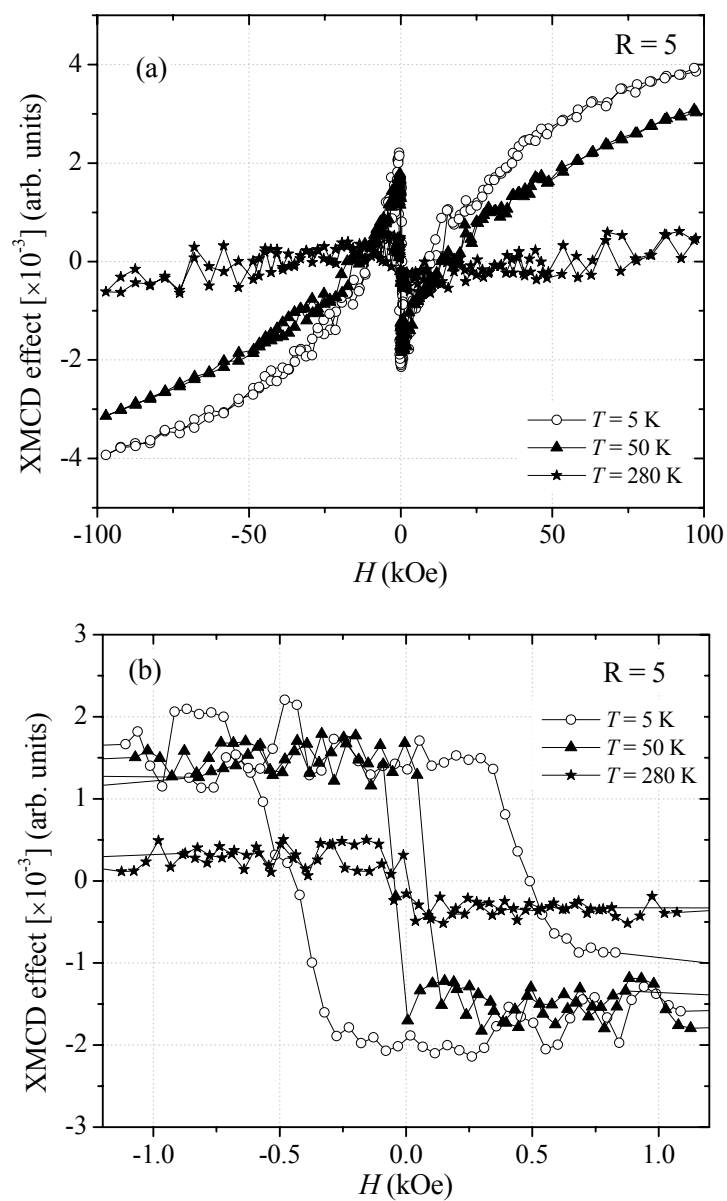 (a)
R = 5
XMCD effect [×10⁻³] (arb. units)
4
2
0
-2
-4
T = 5 K
T = 50 K
T = 280 K
-100
-50
0
50
100
H (kOe)
(b)
R = 5
XMCD effect [×10⁻³] (arb. units)
3
2
1
0
-1
-2
-3
T = 5 K
T = 50 K
T = 280 K
-1.0
-0.5
0.0
0.5
1.0
H (kOe)